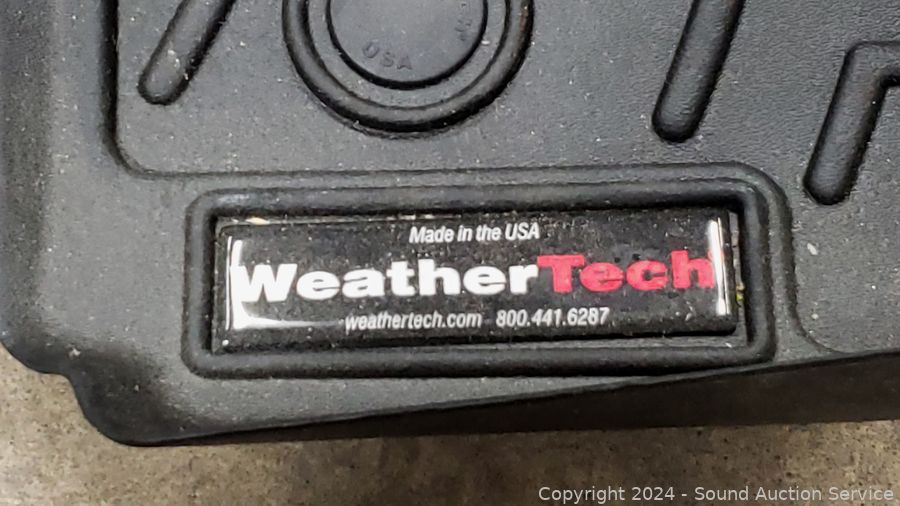 USA
Made in the USA
WeatherTech
weathertech.com 800.441.6287
Copyright 2024 - Sound Auction Service